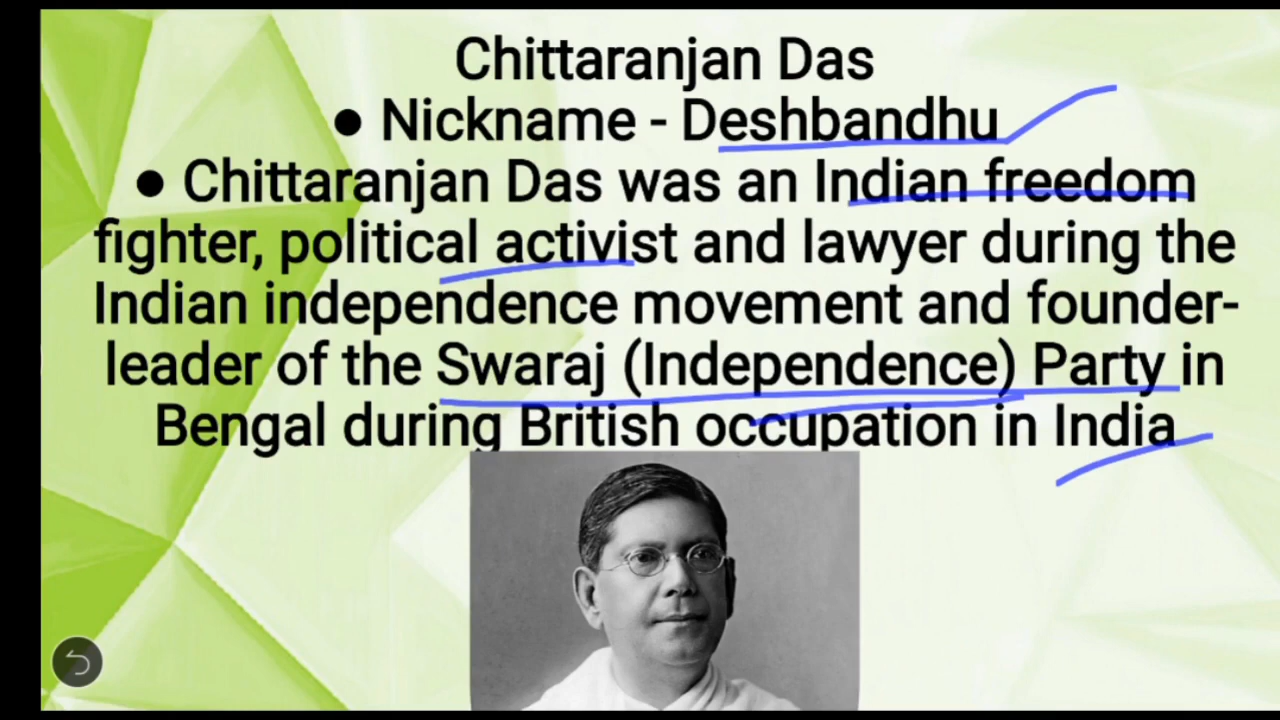 Chittaranjan Das
● Nickname - Deshbandhu
● Chittaranjan Das was an Indian freedom
fighter, political activist and lawyer during the
Indian independence movement and founder-
leader of the Swaraj (Independence) Party in
Bengal during British occupation in India